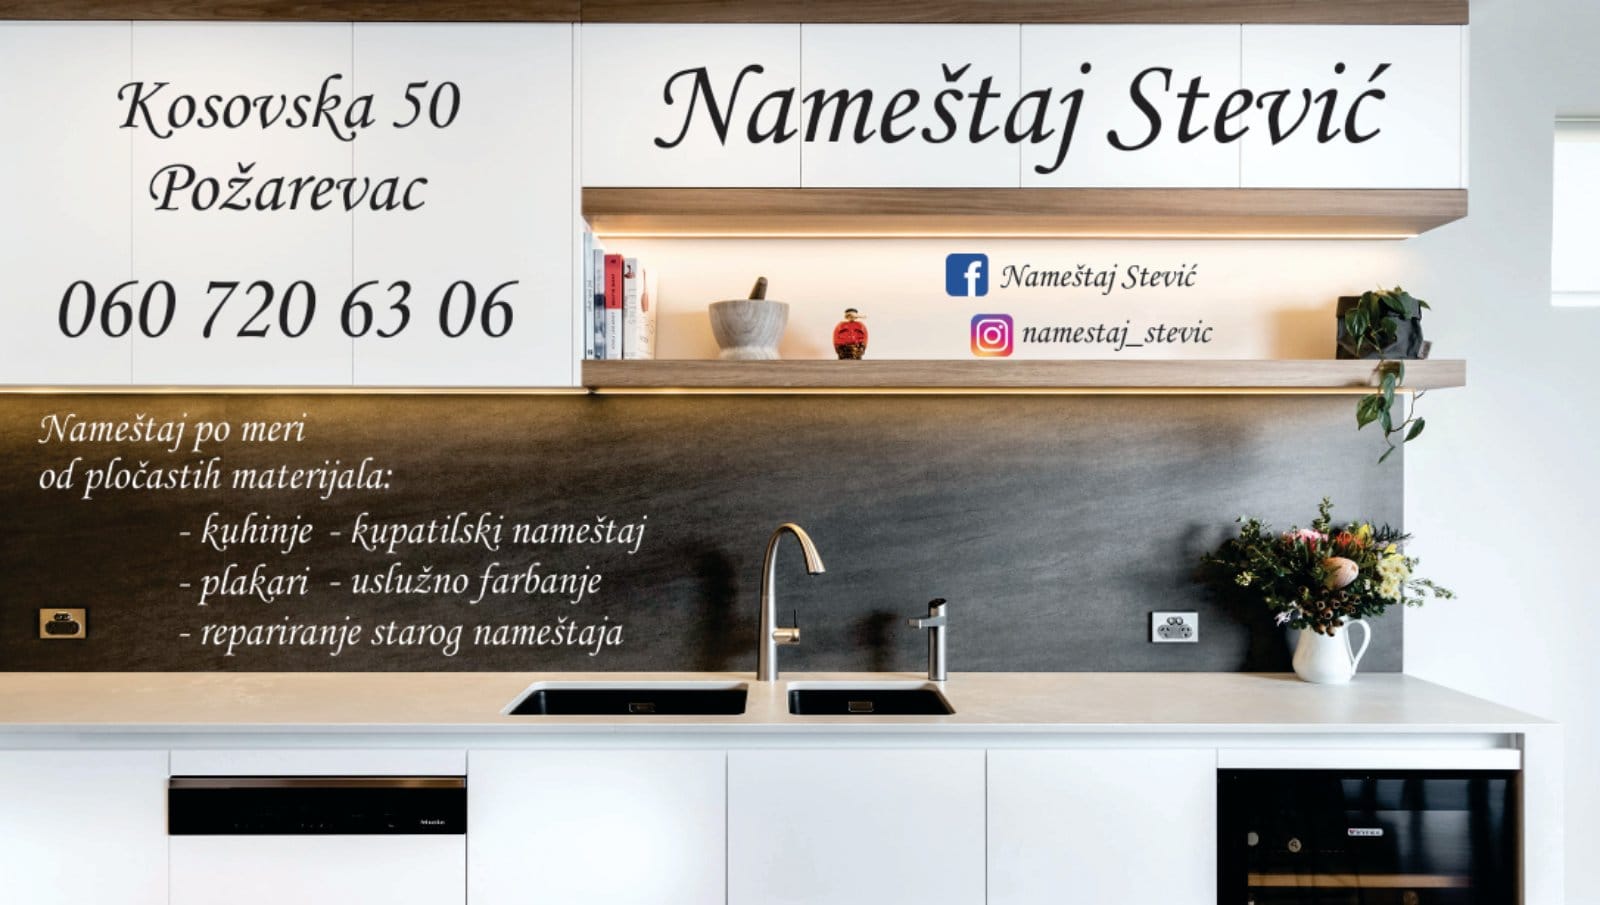 Kosovska 50
Požarevac
060 720 63 06
Nameštaj Stević
Nameštaj Stević
namestaj_stevic
Nameštaj po meri
od pločastih materijala:
- kuhinje - kupatilski nameštaj
- plakari - uslužno farbanje
- repariranje starog nameštaja
Miele